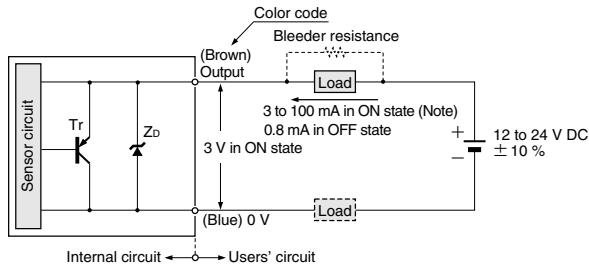 Color code
Bleeder resistance
(Brown)
Output
Load
3 to 100 mA in ON state (Note)
0.8 mA in OFF state
Sensor circuit
Tr
ZD
3 V in ON state
+
−
12 to 24 V DC
± 10 %
(Blue) 0 V
Load
Internal circuit
Users' circuit